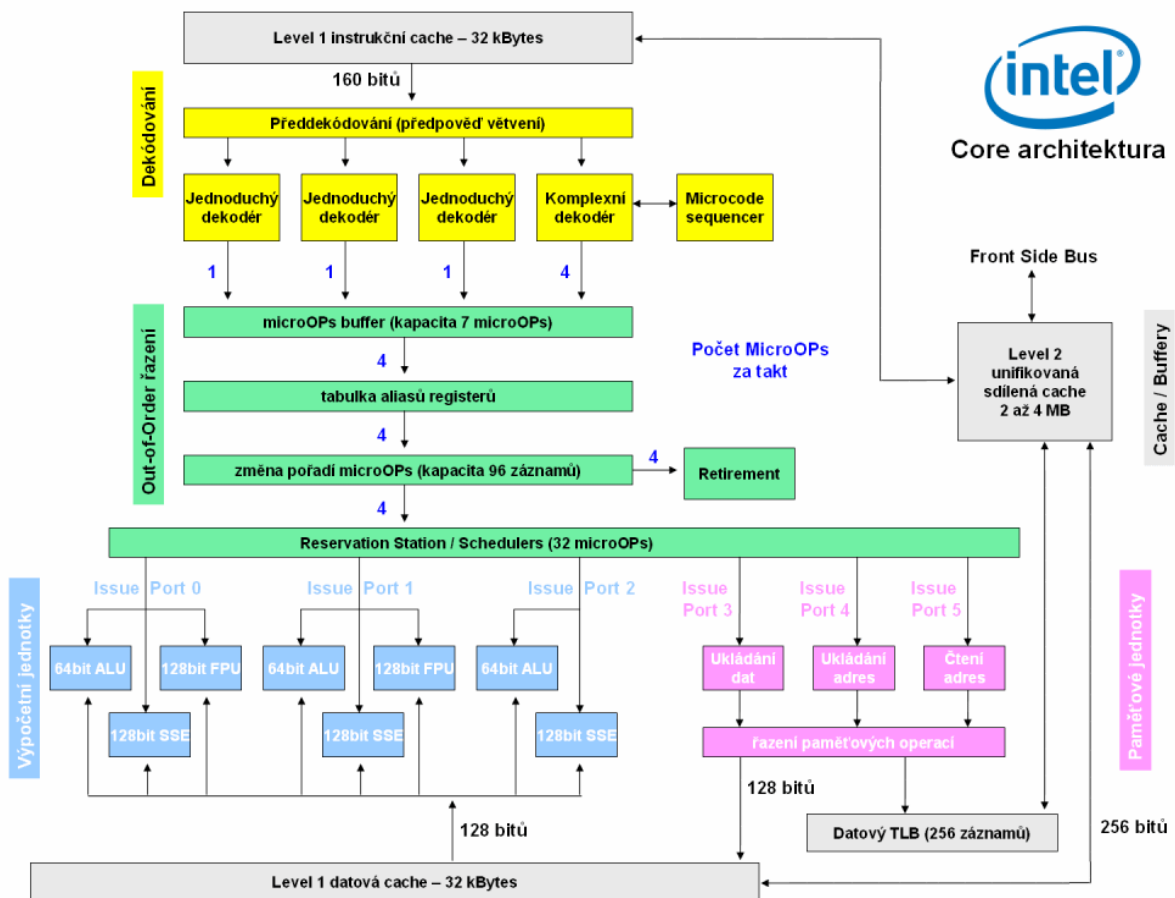 Level 1 instrukční cache – 32 kBytes
intel®
Core architektura
160 bitů
Dekódování
Předdekódování (předpověď větvení)
Jednoduchý
dekodér
Jednoduchý
dekodér
Jednoduchý
dekodér
Komplexní
dekodér
Microcode
sequencer
1
1
1
4
Front Side Bus
Out-of-Order řazení
microOPs buffer (kapacita 7 microOPs)
4
Počet MicroOPs
za takt
Level 2
unifikovaná
sdílená cache
2 až 4 MB
Cache / Buffery
tabulka aliasů registerů
4
změna pořadí microOPs (kapacita 96 záznamů)
4
Retirement
4
Reservation Station / Schedulers (32 microOPs)
Výpočetní jednotky
Issue Port 0
Issue Port 1
Issue Port 2
Issue
Port 3
Issue
Port 4
Issue
Port 5
Paměťové jednotky
64bit ALU
128bit FPU
64bit ALU
128bit FPU
64bit ALU
Ukládání
dat
Ukládání
adres
Čtení
adres
128bit SSE
128bit SSE
128bit SSE
řazení paměťových operací
128 bitů
128 bitů
Datový TLB (256 záznamů)
256 bitů
Level 1 datová cache – 32 kBytes